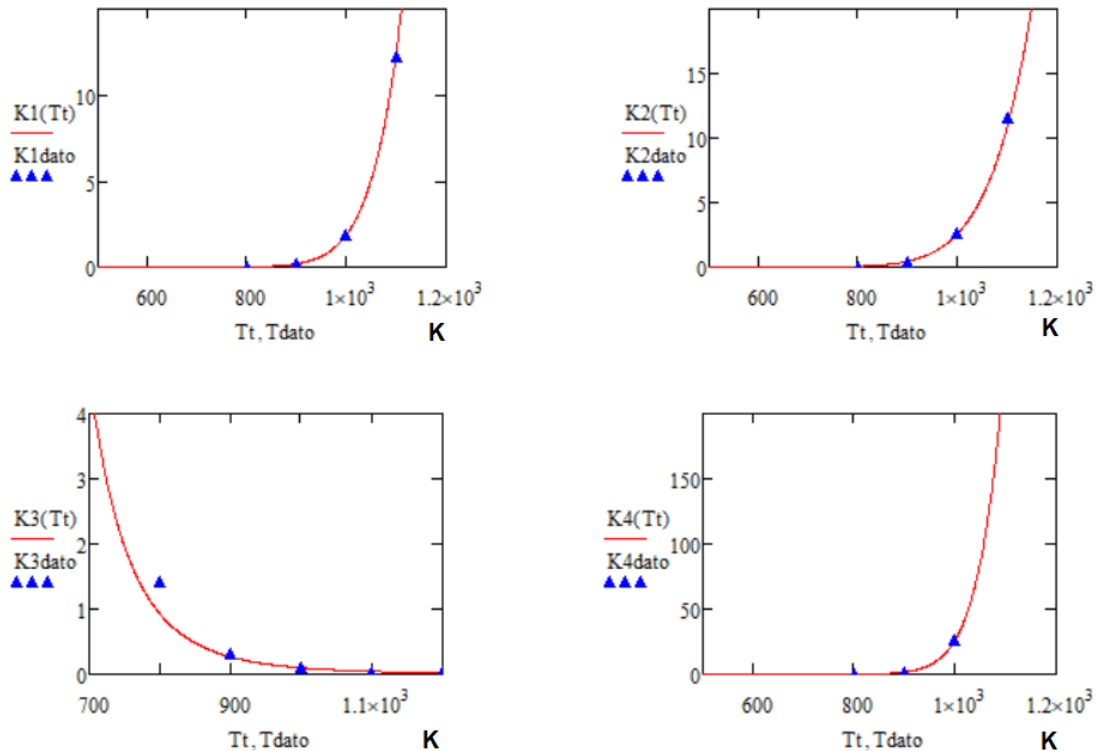 10
K1(Tt)
K1dato
5
0
600 800 1×10³ 1.2×10³
Tt, Tdato K
15
K2(Tt)
10
K2dato
5
0
600 800 1×10³ 1.2×10³
Tt, Tdato K
4
3
K3(Tt)
2
K3dato
1
0
700 900 1.1×10³
Tt, Tdato K
150
K4(Tt)
100
K4dato
50
0
600 800 1×10³ 1.2×10³
Tt, Tdato K